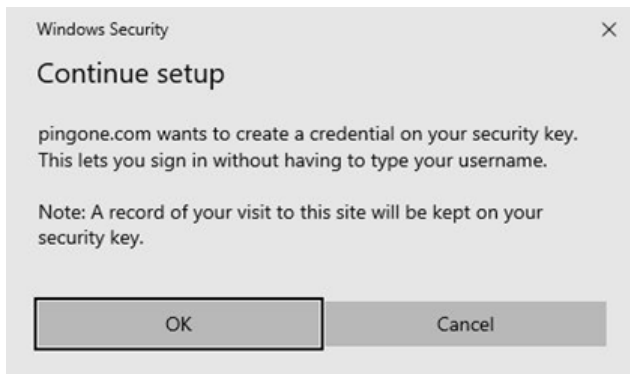 Windows Security
Continue setup
pingone.com wants to create a credential on your security key.
This lets you sign in without having to type your username.
Note: A record of your visit to this site will be kept on your
security key.
OK
Cancel